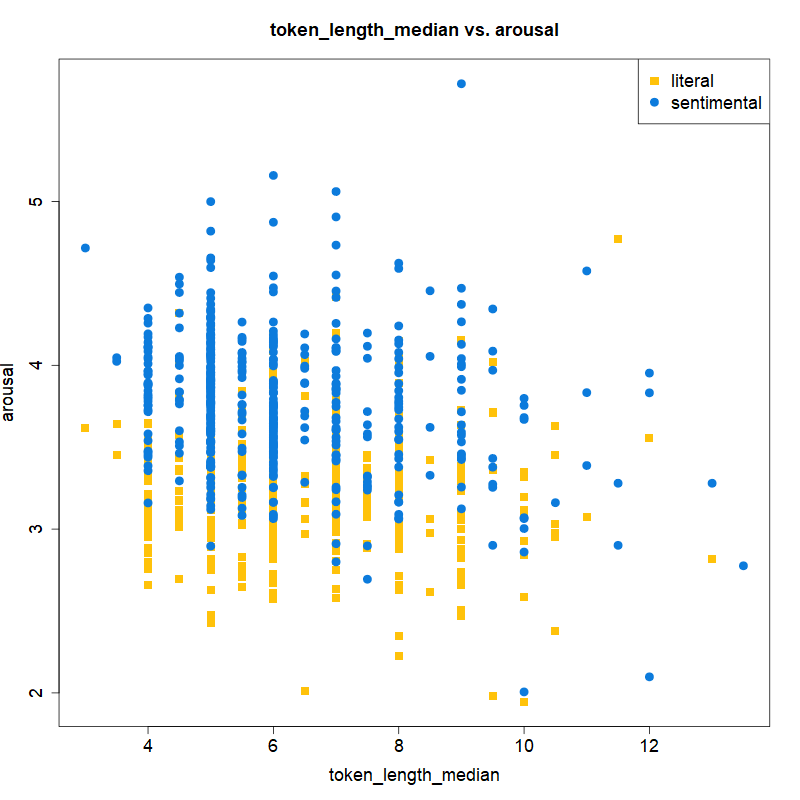 token_length_median vs. arousal
literal
sentimental
5
4
3
2
arousal
4 6 8 10 12
token_length_median